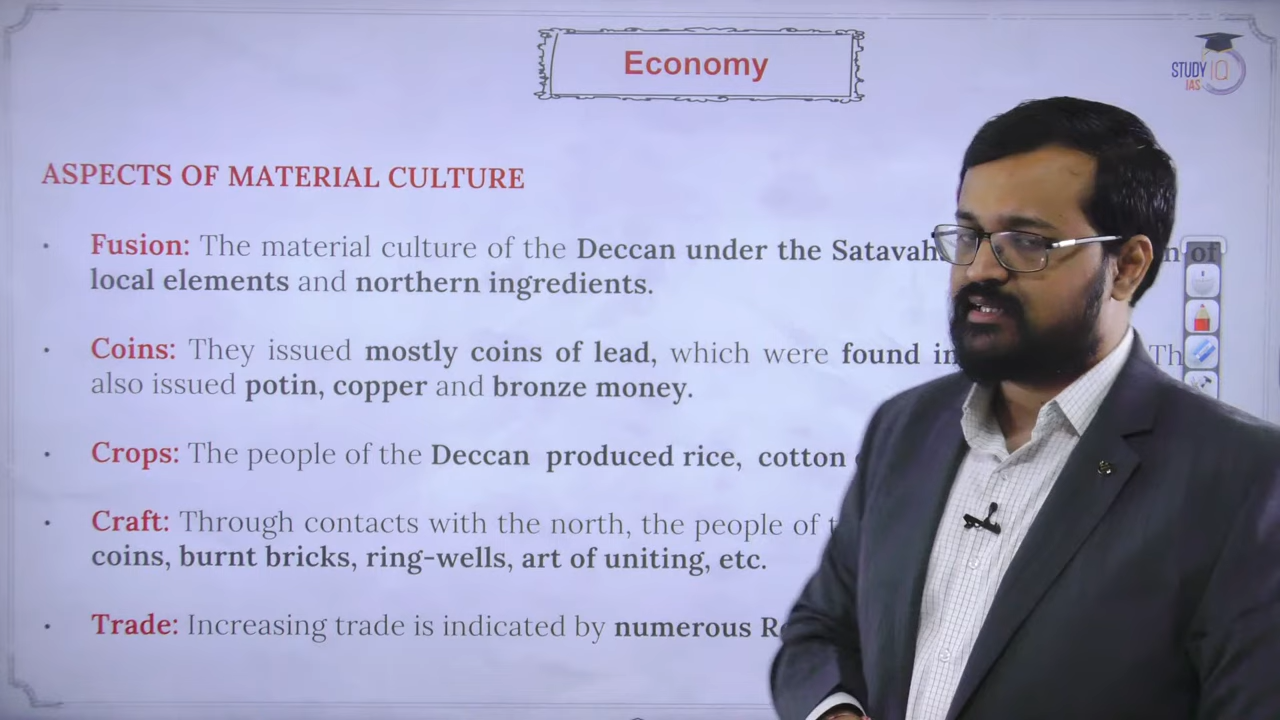 Economy
STUDY IQ
IAS
ASPECTS OF MATERIAL CULTURE
• Fusion: The material culture of the Deccan under the Satavah n of
local elements and northern ingredients.
• Coins: They issued mostly coins of lead, which were found in Th
also issued potin, copper and bronze money.
• Crops: The people of the Deccan produced rice, cotton
• Craft: Through contacts with the north, the people of
coins, burnt bricks, ring-wells, art of uniting, etc.
• Trade: Increasing trade is indicated by numerous R